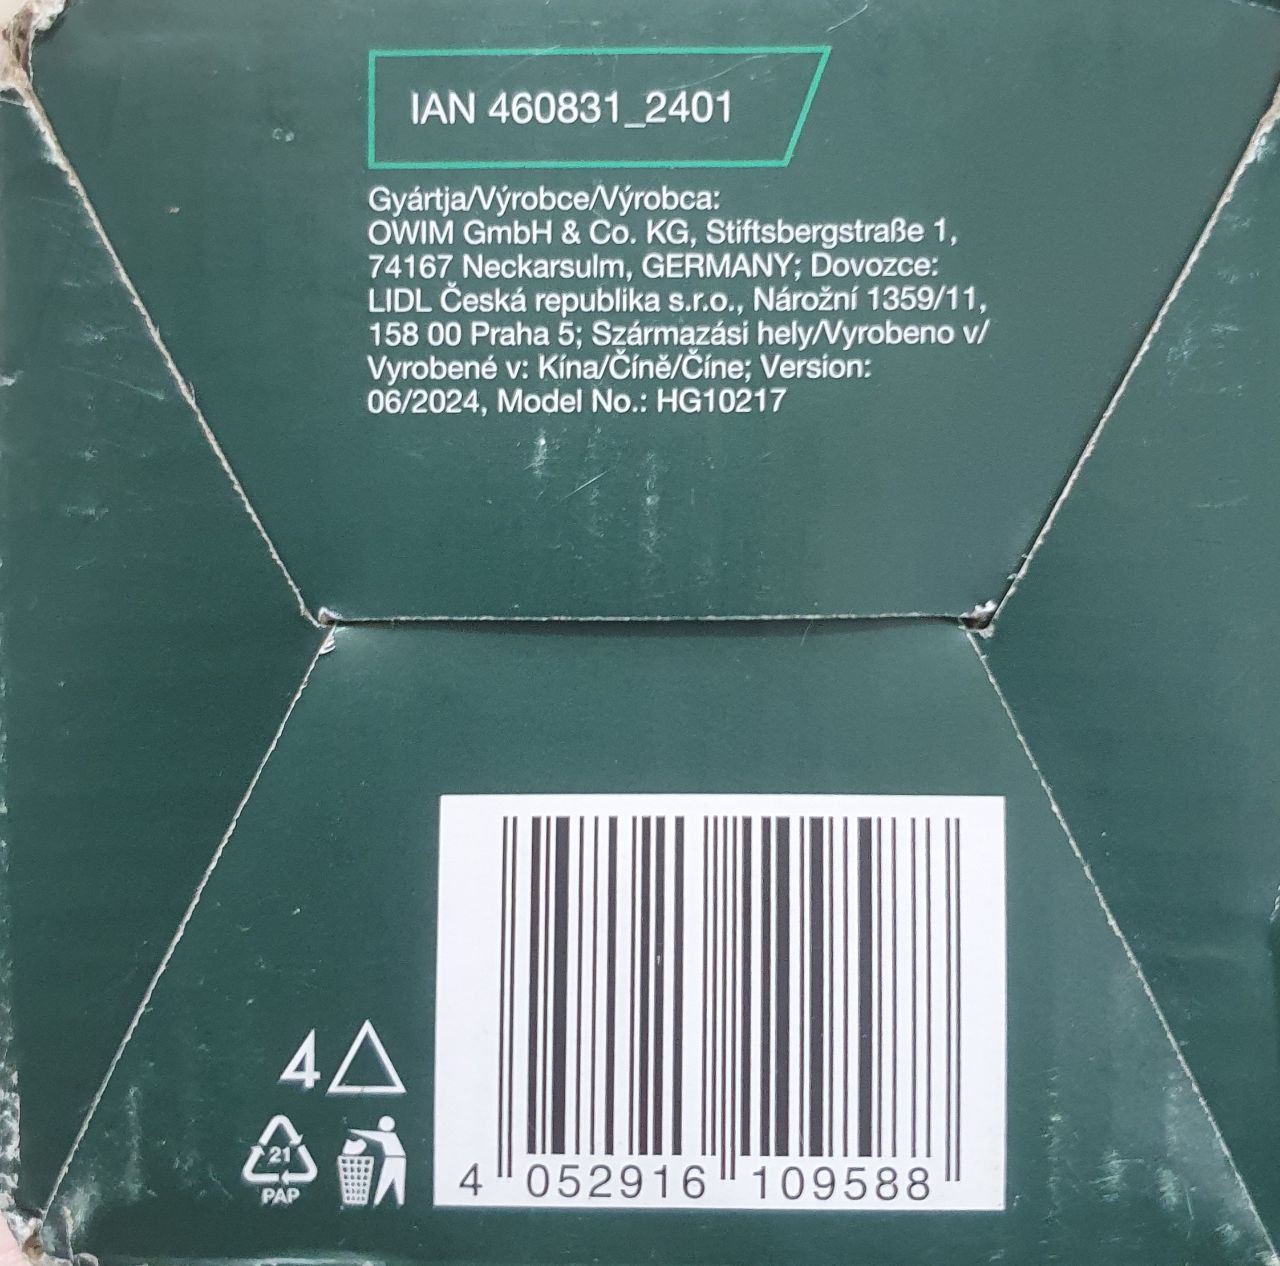 IAN 460831_2401
Gyártja/Výrobce/Výrobca:
OWIM GmbH & Co. KG, Stiftsbergstraße 1,
74167 Neckarsulm, GERMANY; Dovozce:
LIDL Česká republika s.r.o., Nárožní 1359/11,
158 00 Praha 5; Származási hely/Vyrobeno v/
Vyrobené v: Kína/Číně/Číne; Version:
06/2024, Model No.: HG10217
4
21
PAP
4 052916 109588